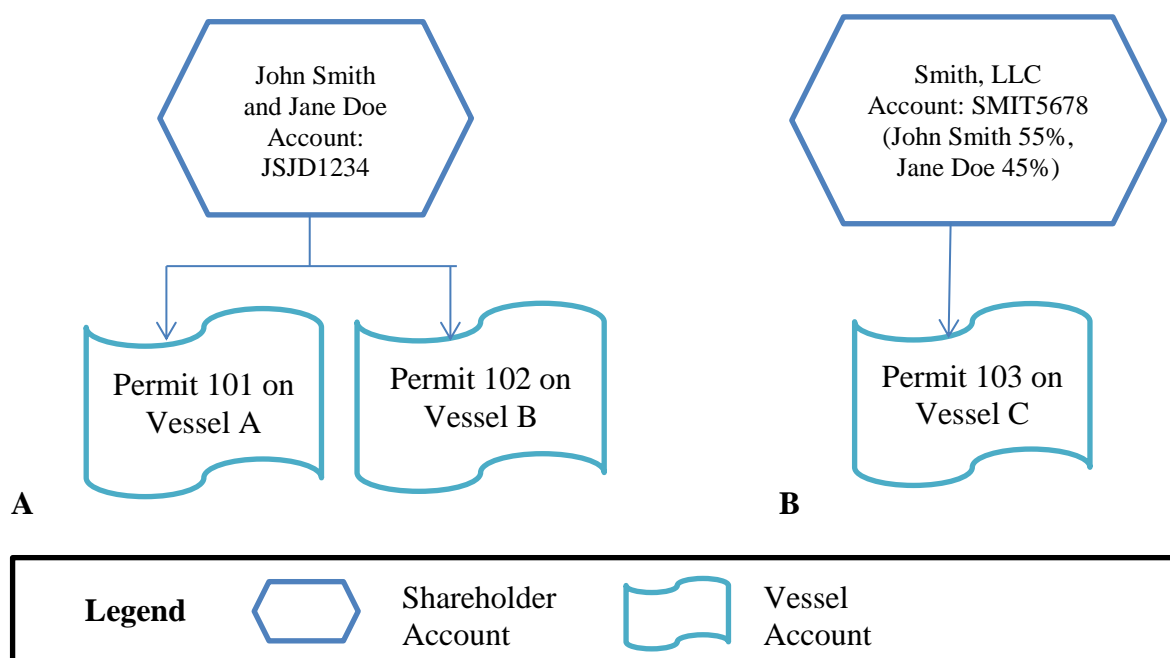 John Smith
and Jane Doe
Account:
JSJD1234
Smith, LLC
Account: SMIT5678
(John Smith 55%,
Jane Doe 45%)
Permit 101 on
Vessel A
Permit 102 on
Vessel B
Permit 103 on
Vessel C
A
B
Legend
Shareholder
Account
Vessel
Account